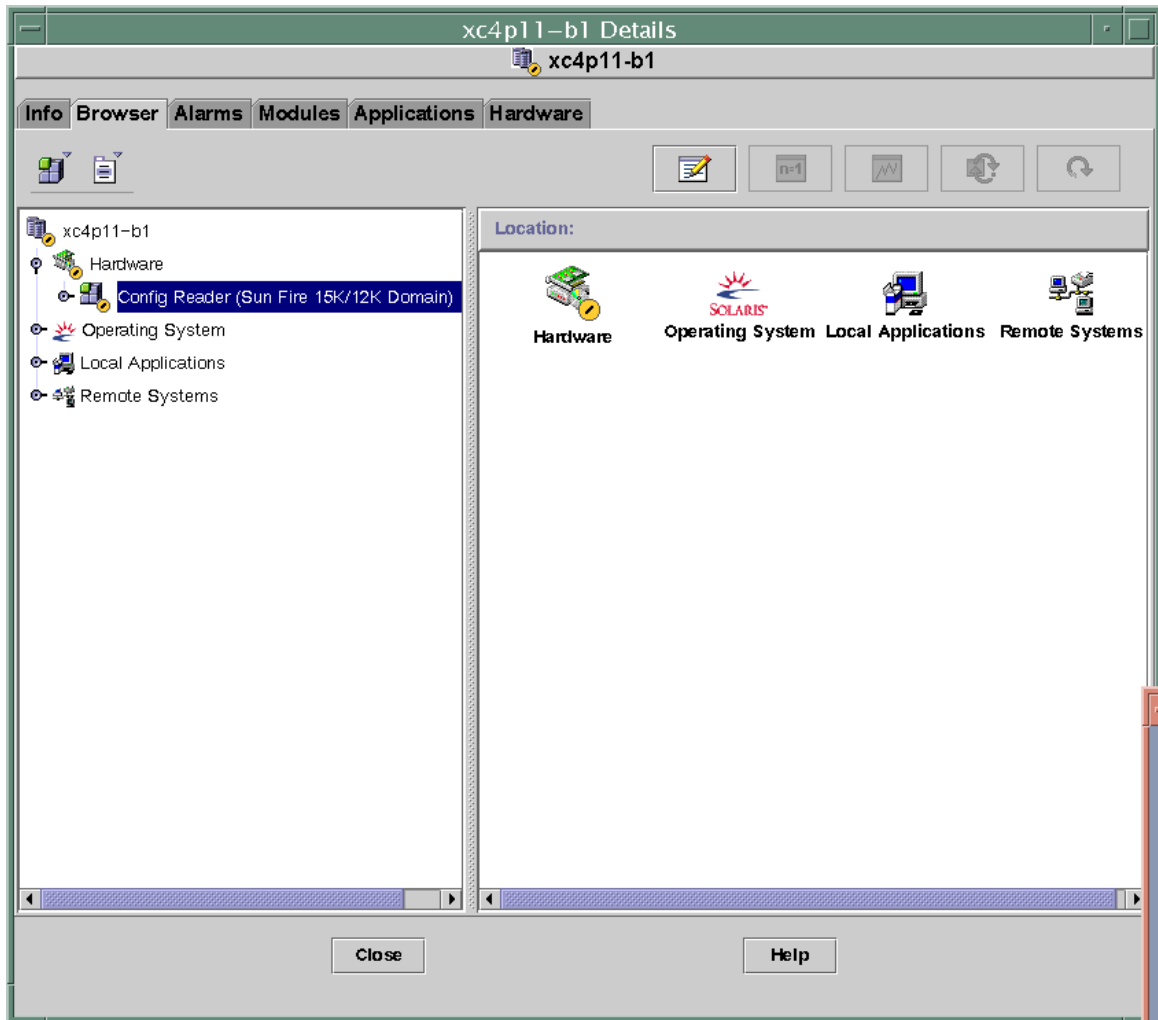 xc4p11-b1 Details
xc4p11-b1
Info Browser Alarms Modules Applications Hardware
n=1
xc4p11-b1
Hardware
Config Reader (Sun Fire 15K/12K Domain)
Operating System
Local Applications
Remote Systems
Location:
SOLARIS
Hardware Operating System Local Applications Remote Systems
Close Help